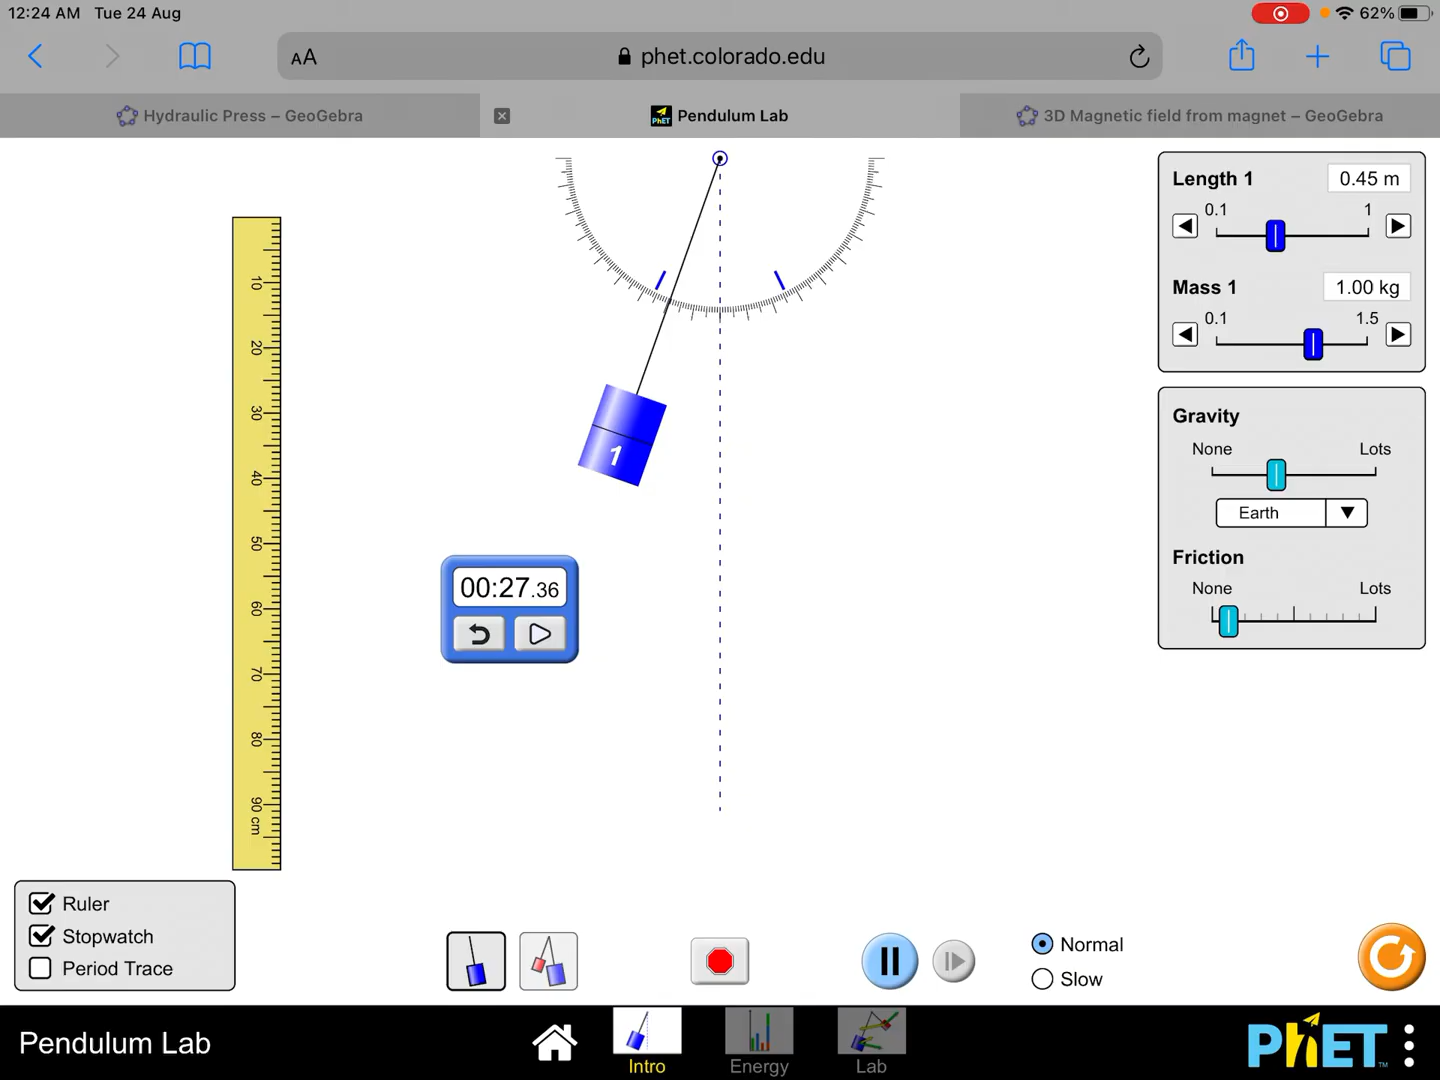 12:24 AM Tue 24 Aug
62%
AA
phet.colorado.edu
Hydraulic Press – GeoGebra
PhET
Pendulum Lab
3D Magnetic field from magnet – GeoGebra
Length 1
0.45 m
0.1
1
Mass 1
1.00 kg
0.1
1.5
Gravity
None
Lots
Earth
Friction
None
Lots
10
20
30
40
50
60
70
80
90 cm
1
00:27.36
Ruler
Stopwatch
Period Trace
Normal
Slow
Pendulum Lab
Intro
Energy
Lab
PhET™